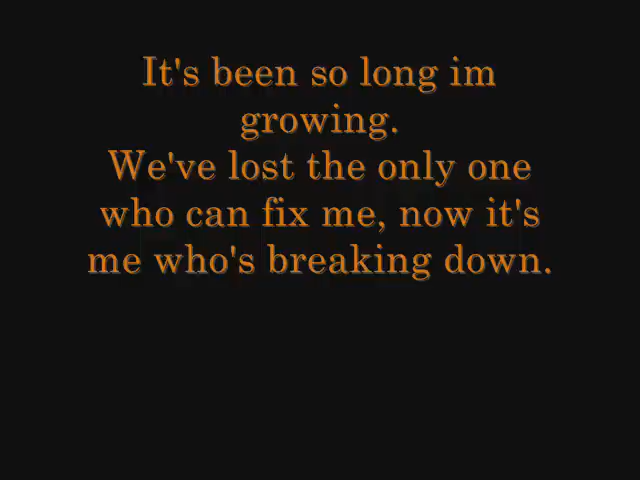 It's been so long im
growing.
We've lost the only one
who can fix me, now it's
me who's breaking down.